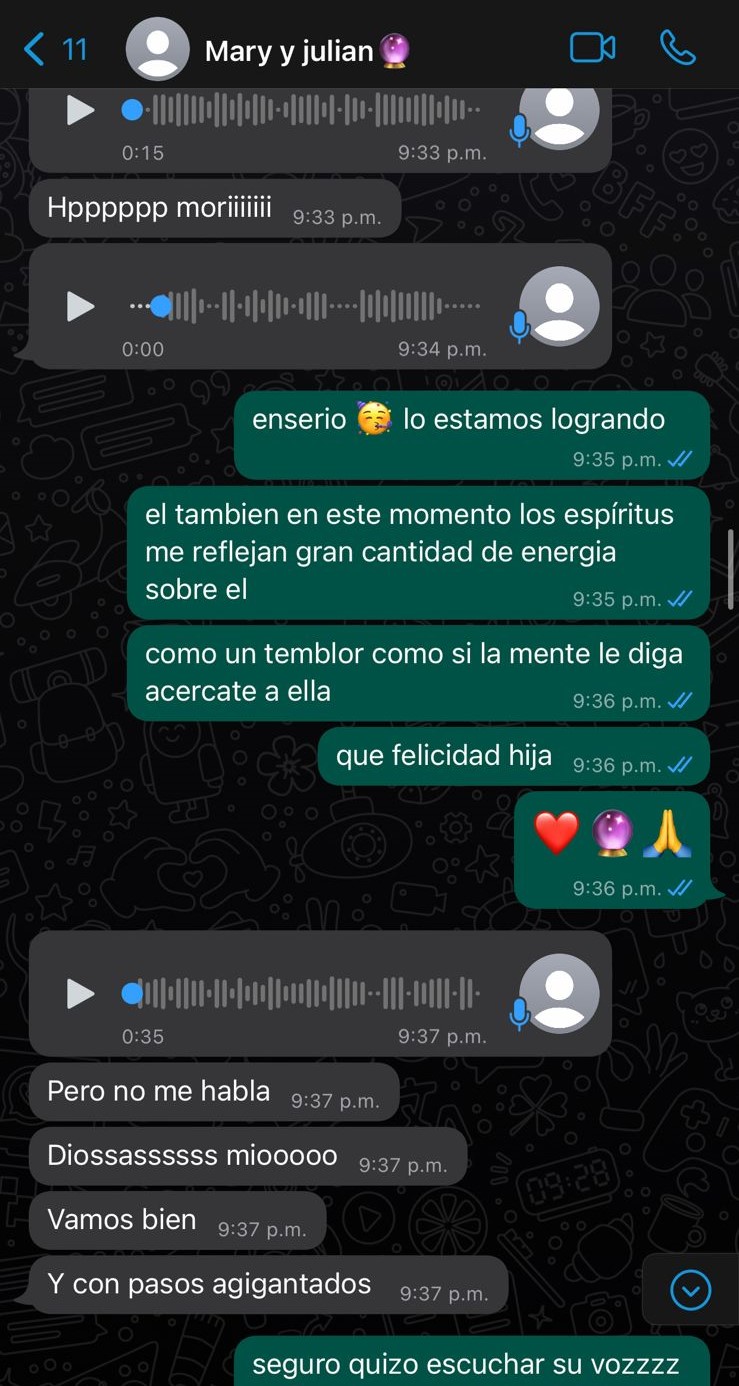 11
Mary y julian🔮
0:15
9:33 p.m.
Hpppppp moriiiiiii
9:33 p.m.
0:00
9:34 p.m.
enserio 🥳 lo estamos logrando
9:35 p.m.
el tambien en este momento los espíritus
me reflejan gran cantidad de energia
sobre el
9:35 p.m.
como un temblor como si la mente le diga
acercate a ella
9:36 p.m.
que felicidad hija
9:36 p.m.
❤️🔮🙏
9:36 p.m.
0:35
9:37 p.m.
Pero no me habla
9:37 p.m.
Diossassssss miooooo
9:37 p.m.
Vamos bien
9:37 p.m.
Y con pasos agigantados
9:37 p.m.
seguro quizo escuchar su vozzzz
BFF
09:28